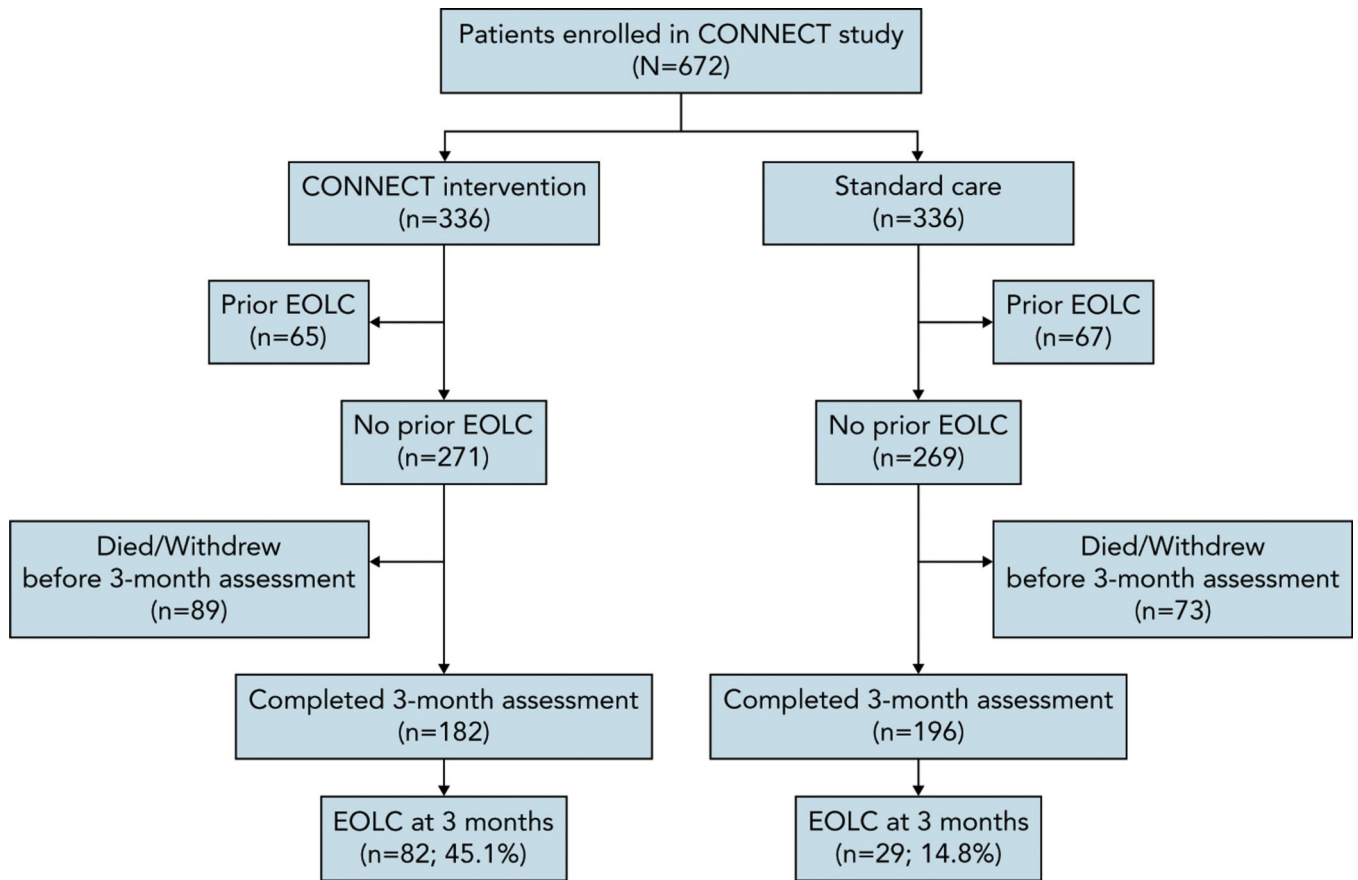 Patients enrolled in CONNECT study
(N=672)
CONNECT intervention
(n=336)
Standard care
(n=336)
Prior EOLC
(n=65)
Prior EOLC
(n=67)
No prior EOLC
(n=271)
No prior EOLC
(n=269)
Died/Withdrew
before 3-month assessment
(n=89)
Died/Withdrew
before 3-month assessment
(n=73)
Completed 3-month assessment
(n=182)
Completed 3-month assessment
(n=196)
EOLC at 3 months
(n=82; 45.1%)
EOLC at 3 months
(n=29; 14.8%)